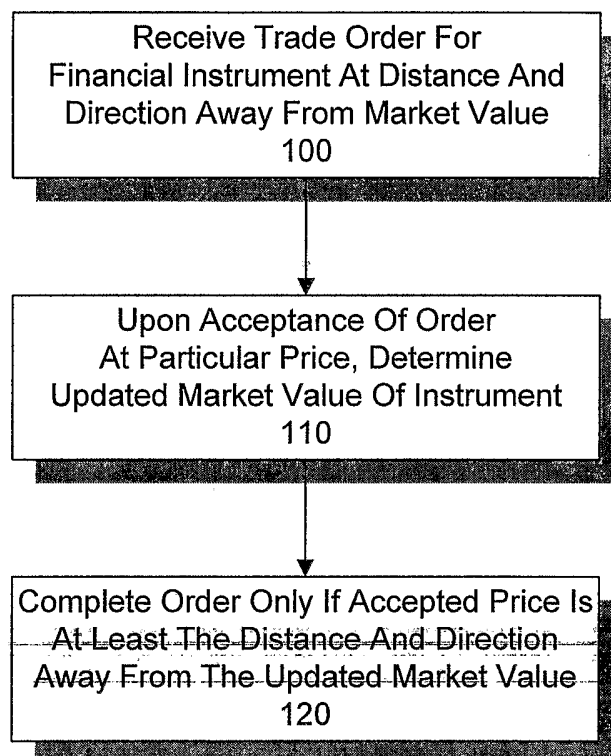 Receive Trade Order For
Financial Instrument At Distance And
Direction Away From Market Value
100
Upon Acceptance Of Order
At Particular Price, Determine
Updated Market Value Of Instrument
110
Complete Order Only If Accepted Price Is
At Least The Distance And Direction
Away From The Updated Market Value
120